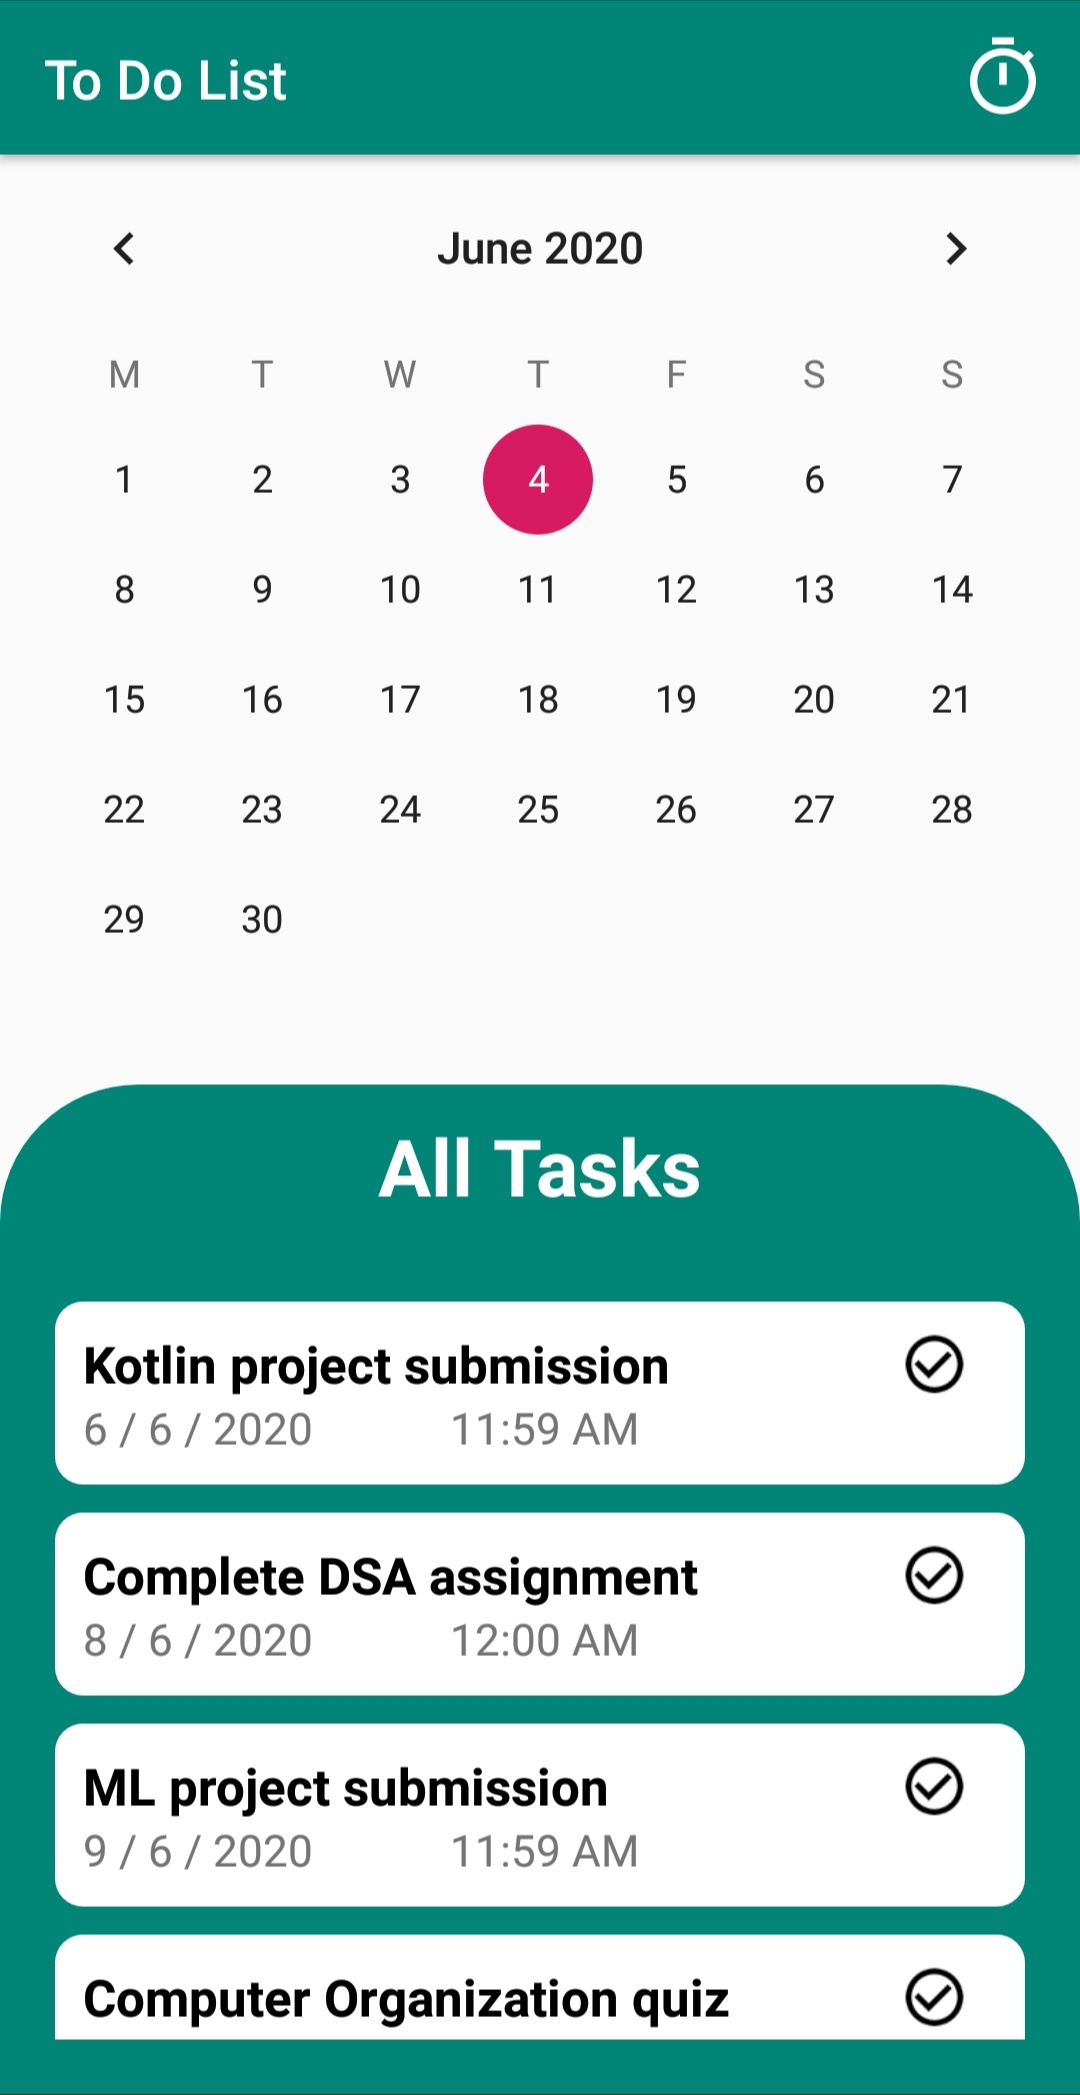 To Do List
June 2020
M T W T F S S
1 2 3 4 5 6 7
8 9 10 11 12 13 14
15 16 17 18 19 20 21
22 23 24 25 26 27 28
29 30
All Tasks
Kotlin project submission
6 / 6 / 2020 11:59 AM
Complete DSA assignment
8 / 6 / 2020 12:00 AM
ML project submission
9 / 6 / 2020 11:59 AM
Computer Organization quiz